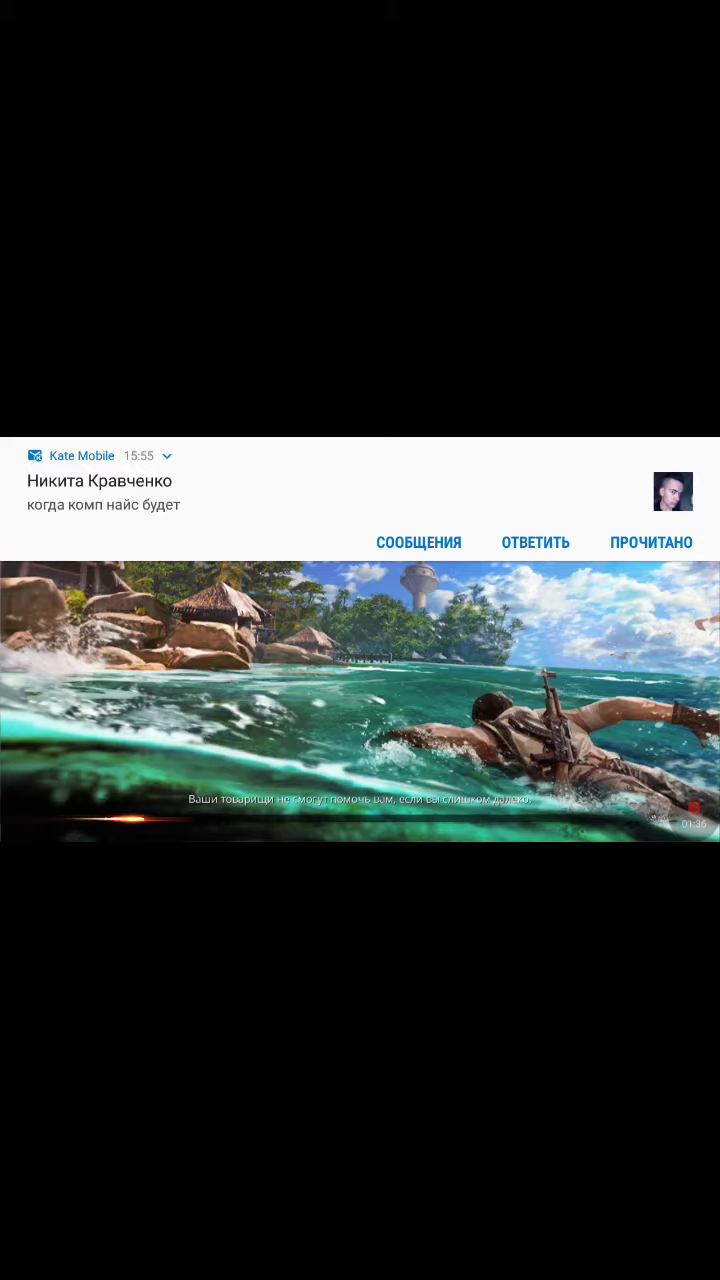 Kate Mobile 15:55
Никита Кравченко
когда комп найс будет
СООБЩЕНИЯ ОТВЕТИТЬ ПРОЧИТАНО
Ваши товарищи не смогут помочь вам, если вы слишком далеко.
01:36